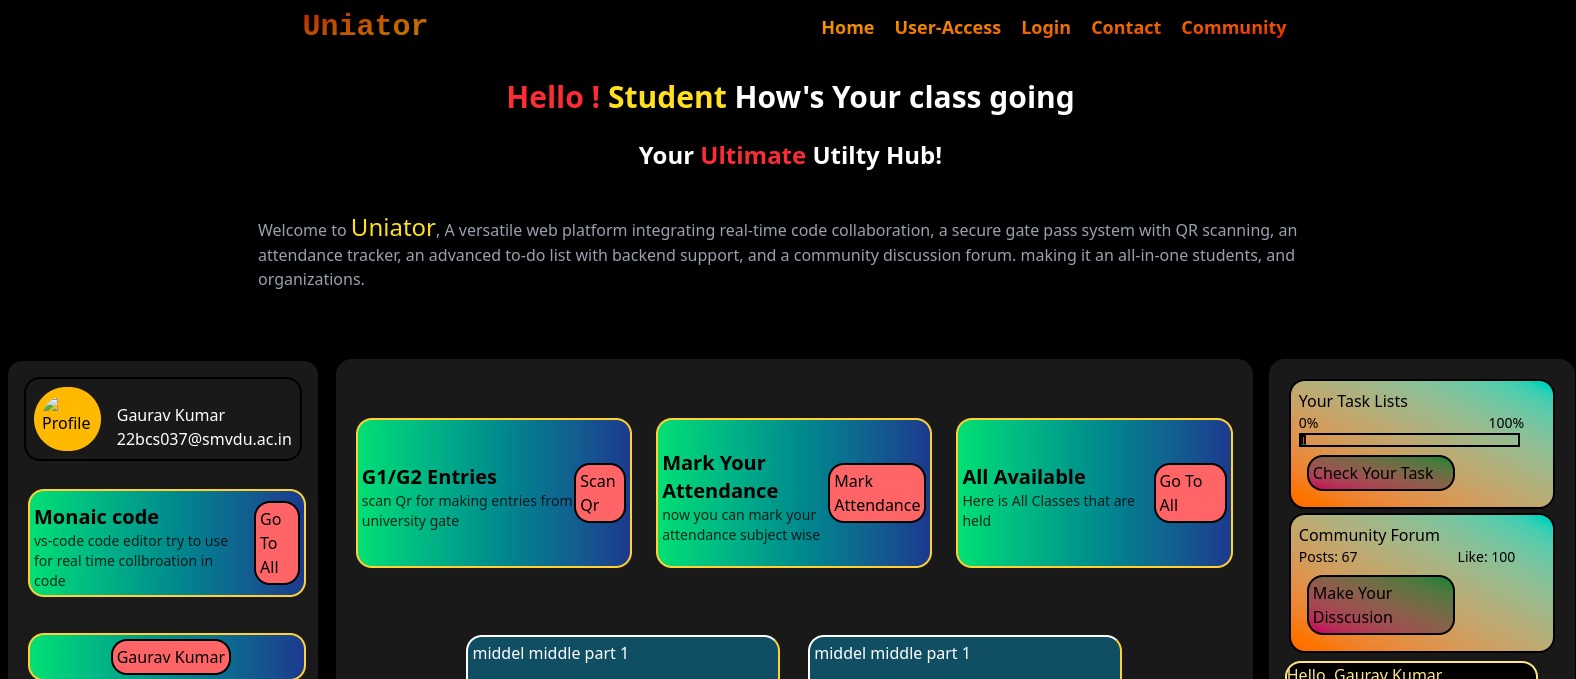 Uniator
Home User-Access Login Contact Community
Hello ! Student How's Your class going
Your Ultimate Utilty Hub!
Welcome to Uniator, A versatile web platform integrating real-time code collaboration, a secure gate pass system with QR scanning, an
attendance tracker, an advanced to-do list with backend support, and a community discussion forum. making it an all-in-one students, and
organizations.
Profile
Gaurav Kumar
22bcs037@smvdu.ac.in
Monaic code
vs-code code editor try to use
for real time collbroation in
code
Go
To
All
Gaurav Kumar
G1/G2 Entries
scan Qr for making entries from
university gate
Scan
Qr
Mark Your
Attendance
now you can mark your
attendance subject wise
Mark
Attendance
All Available
Here is All Classes that are
held
Go To
All
middel middle part 1
middel middle part 1
Your Task Lists
0% 100%
Check Your Task
Community Forum
Posts: 67 Like: 100
Make Your
Disscusion
Hello, Gaurav Kumar